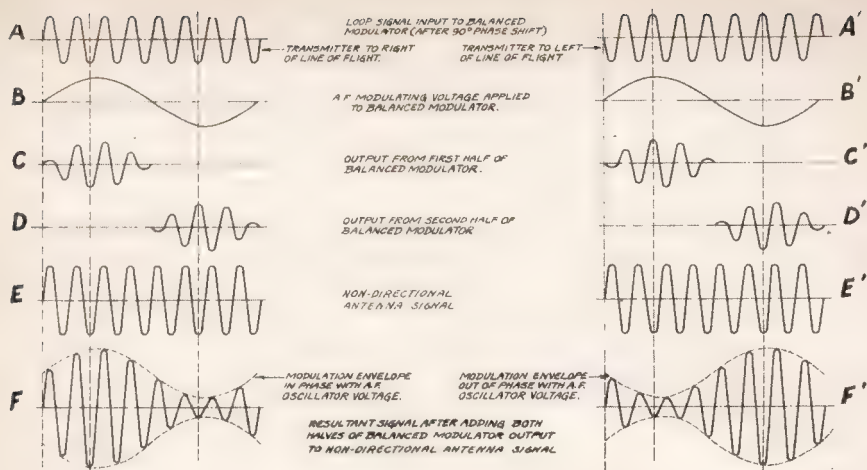 A
LOOP SIGNAL INPUT TO BALANCED
MODULATOR (AFTER 90° PHASE SHIFT)
A'
TRANSMITTER TO RIGHT
OF LINE OF FLIGHT.
TRANSMITTER TO LEFT
OF LINE OF FLIGHT
B
A F MODULATING VOLTAGE APPLIED
TO BALANCED MODULATOR.
B'
C
OUTPUT FROM FIRST HALF OF
BALANCED MODULATOR.
C'
D
OUTPUT FROM SECOND HALF OF
BALANCED MODULATOR
D'
E
NON-DIRECTIONAL
ANTENNA SIGNAL
E'
F
MODULATION ENVELOPE
IN PHASE WITH A.F.
OSCILLATOR VOLTAGE.
MODULATION ENVELOPE
OUT OF PHASE WITH A.F.
OSCILLATOR VOLTAGE.
F'
RESULTANT SIGNAL AFTER ADDING BOTH
HALVES OF BALANCED MODULATOR OUTPUT
TO NON-DIRECTIONAL ANTENNA SIGNAL